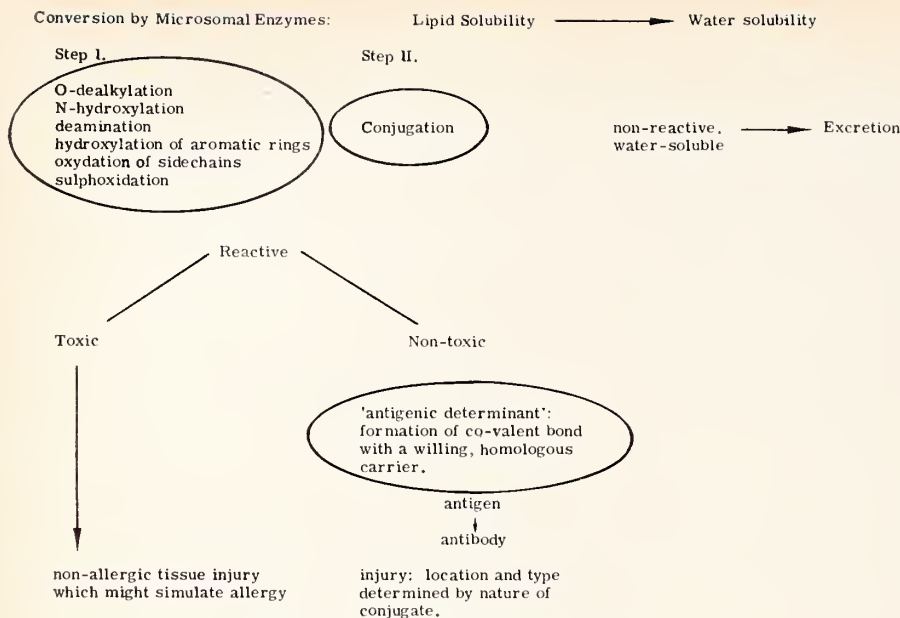 Conversion by Microsomal Enzymes:
Lipid Solubility
Water solubility
Step I.
Step II.
O-dealkylation
N-hydroxylation
deamination
hydroxylation of aromatic rings
oxydation of sidechains
sulphoxidation
Conjugation
non-reactive.
water-soluble
Excretion
Reactive
Toxic
Non-toxic
'antigenic determinant':
formation of co-valent bond
with a willing, homologous
carrier.
antigen
antibody
non-allergic tissue injury
which might simulate allergy
injury: location and type
determined by nature of
conjugate.